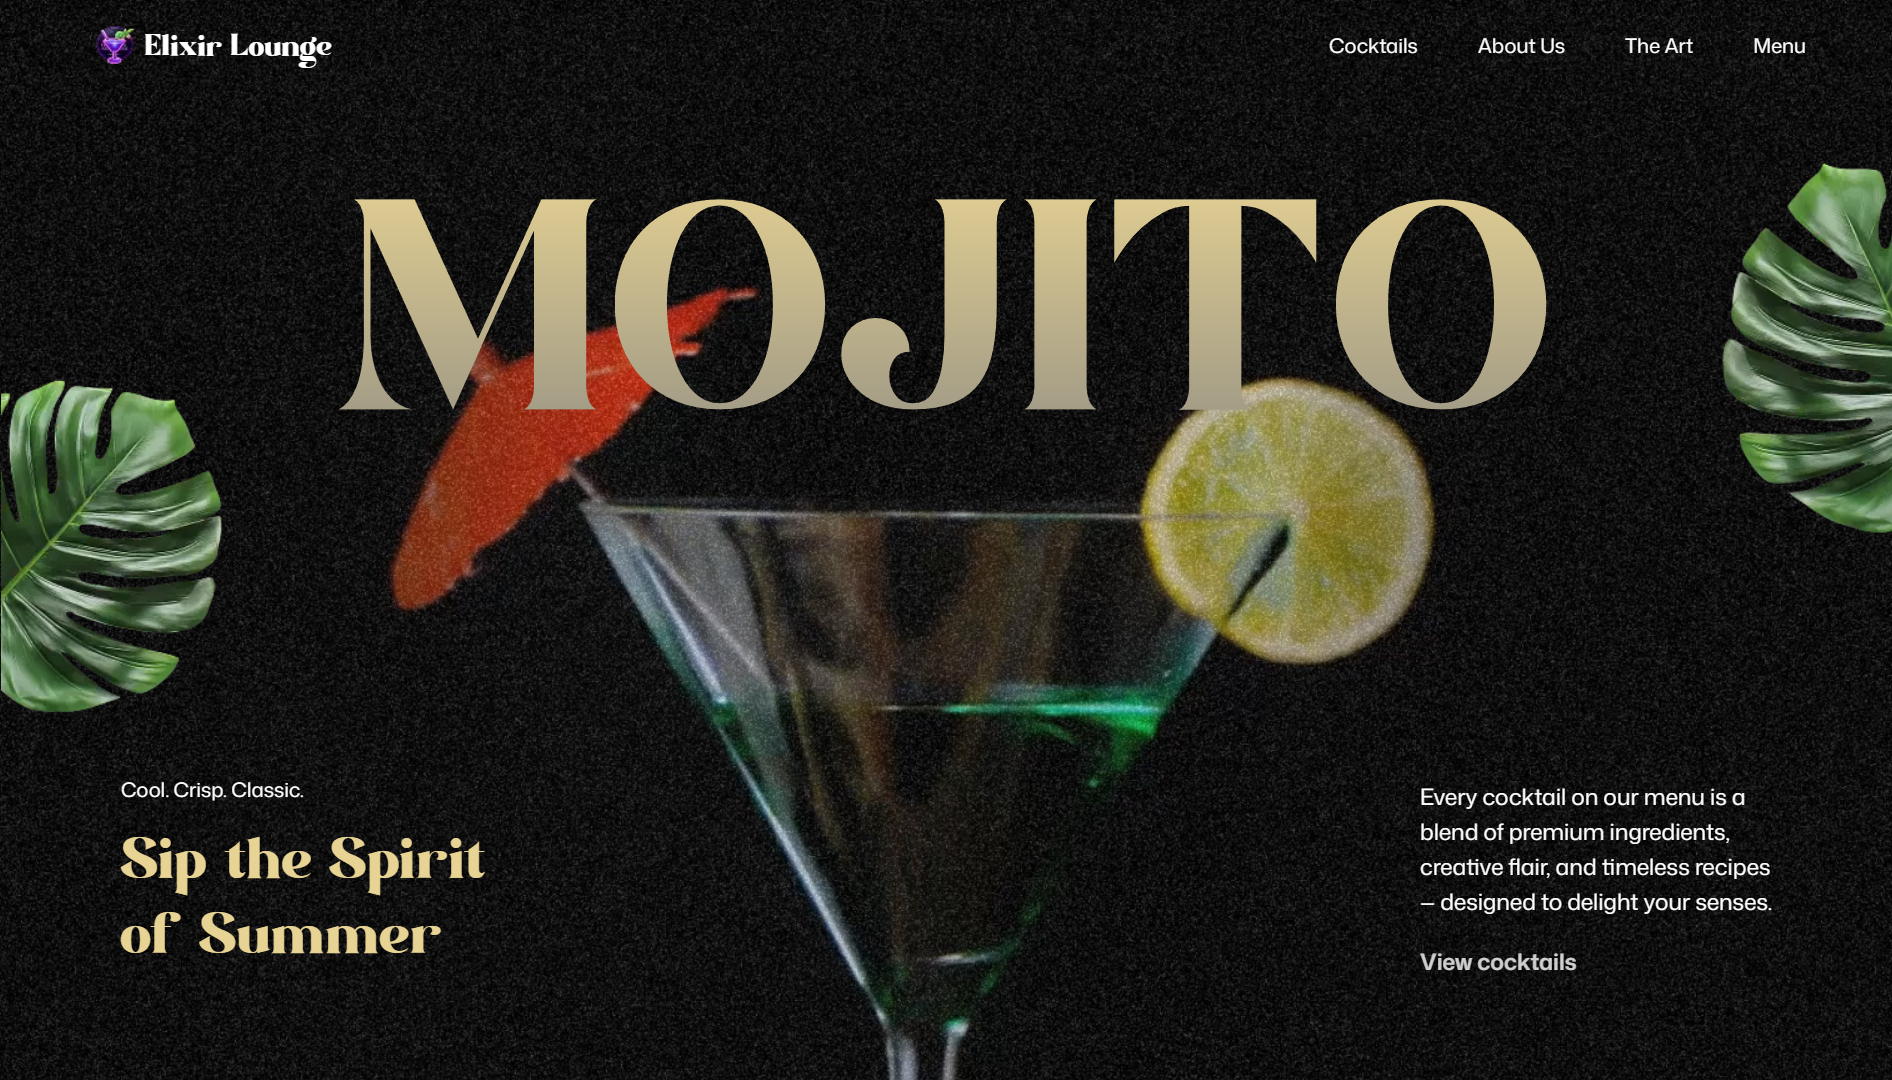 Elixir Lounge
Cocktails
About Us
The Art
Menu
MOJITO
Cool. Crisp. Classic.
Sip the Spirit
of Summer
Every cocktail on our menu is a
blend of premium ingredients,
creative flair, and timeless recipes
– designed to delight your senses.
View cocktails